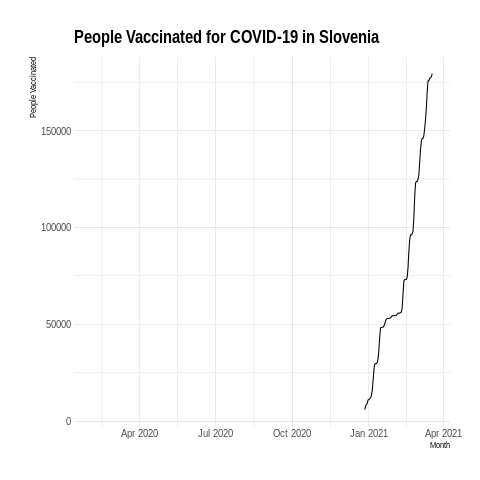 People Vaccinated for COVID-19 in Slovenia
People Vaccinated
150000
100000
50000
0
Apr 2020 Jul 2020 Oct 2020 Jan 2021 Apr 2021
Month